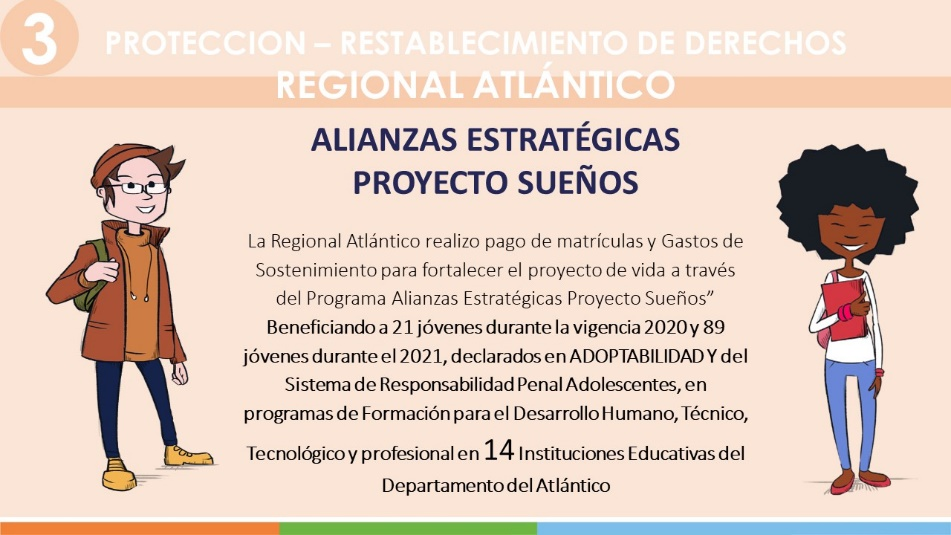 3
PROTECCION – RESTABLECIMIENTO DE DERECHOS
REGIONAL ATLÁNTICO
ALIANZAS ESTRATÉGICAS
PROYECTO SUEÑOS
La Regional Atlántico realizo pago de matrículas y Gastos de
Sostenimiento para fortalecer el proyecto de vida a través
del Programa Alianzas Estratégicas Proyecto Sueños”
Beneficiando a 21 jóvenes durante la vigencia 2020 y 89
jóvenes durante el 2021, declarados en ADOPTABILIDAD Y del
Sistema de Responsabilidad Penal Adolescentes, en
programas de Formación para el Desarrollo Humano, Técnico,
Tecnológico y profesional en 14 Instituciones Educativas del
Departamento del Atlántico